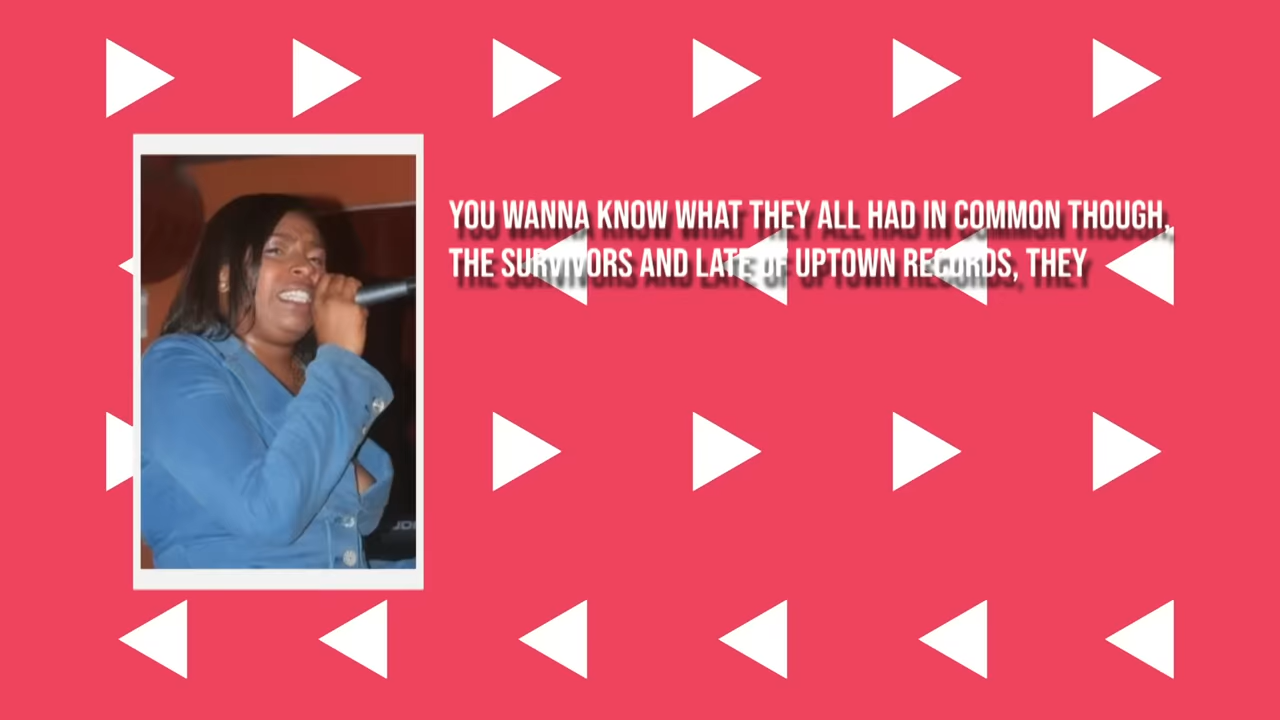 YOU WANNA KNOW WHAT THEY ALL HAD IN COMMON THOUGH,
THE SURVIVORS AND LATE OF UPTOWN RECORDS, THEY